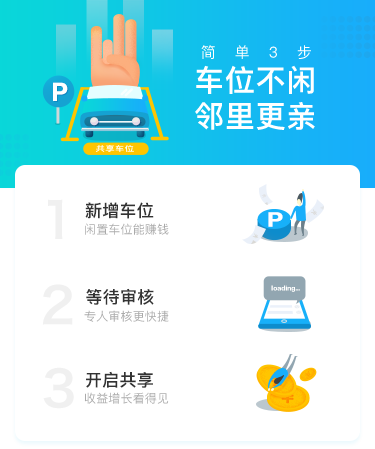 简单3步
车位不闲
邻里更亲
P
共享车位
1
新增车位
闲置车位能赚钱
P
2
等待审核
专人审核更快捷
loading...
3
开启共享
收益增长看得见